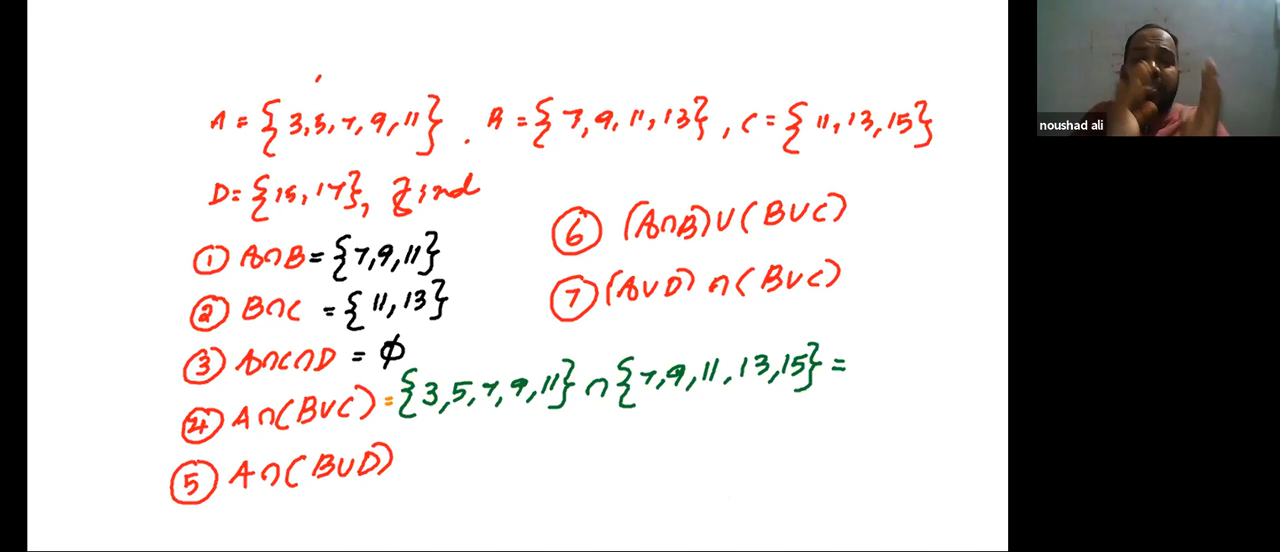 A = {3,5,7,9,11}, B = {7,9,11,13}, C = {11,13,15}
D = {15,17}, Find
① A∩B = {7,9,11}
② B∩C = {11,13}
③ A∩C∩D = ϕ
④ A∩(B∪C) = {3,5,7,9,11} ∩ {7,9,11,13,15} =
⑤ A∩(B∪D)
⑥ (A∩B)∪(B∪C)
⑦ (A∪D)∩(B∪C)
noushad ali